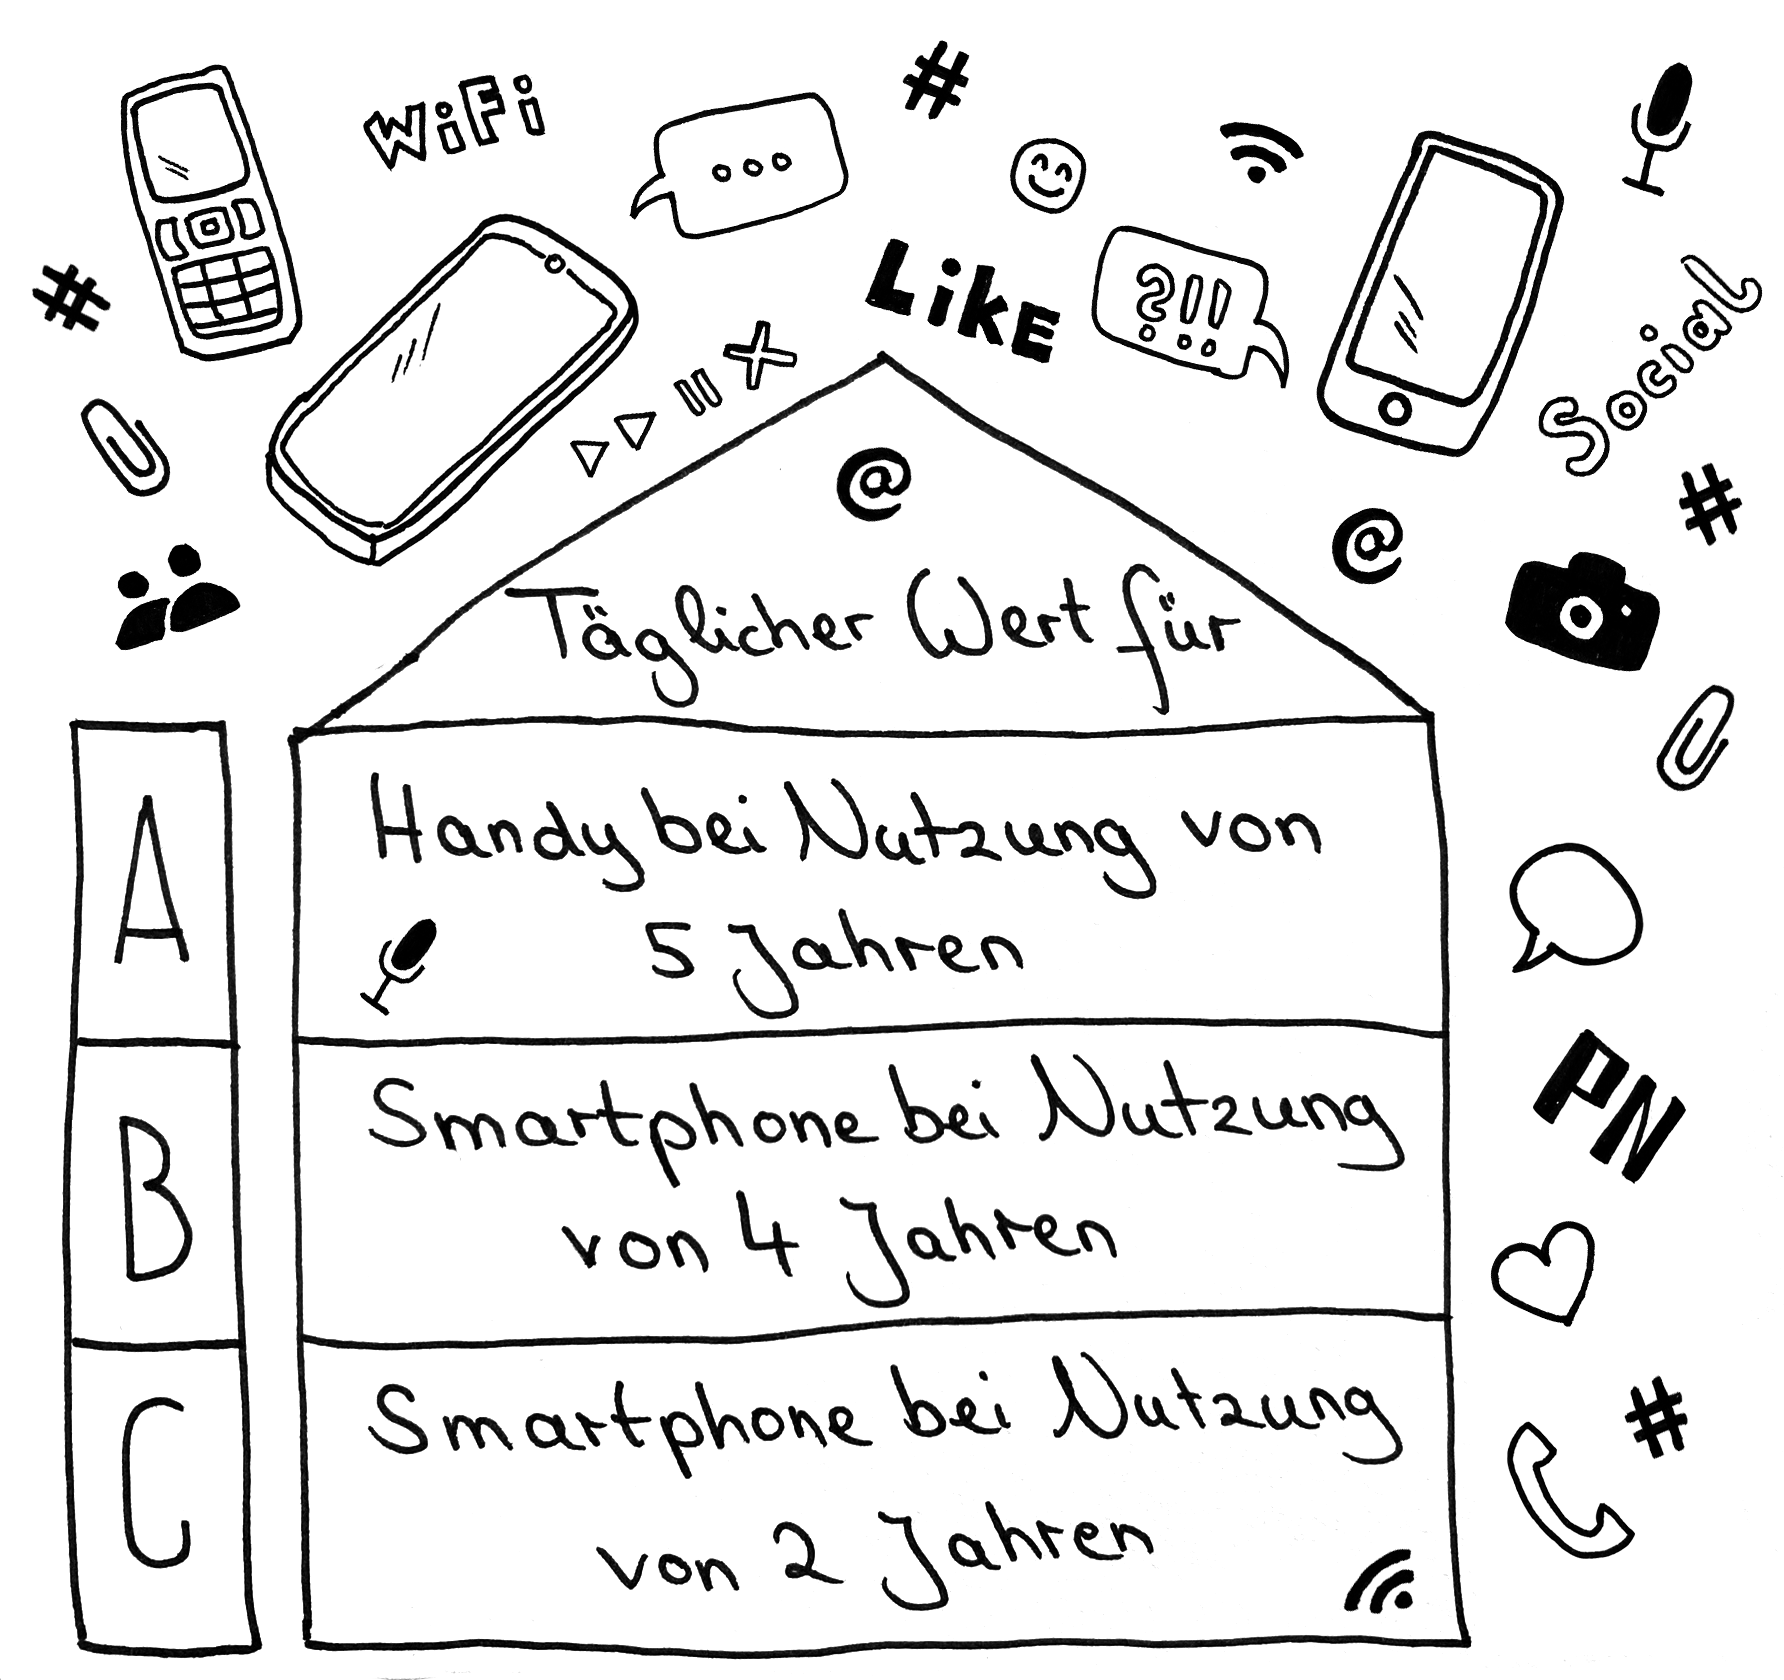 WiFi
...
#
Like
?!!
Social
#
#
@
@
Täglicher Wert für
A
Handy bei Nutzung von
5 Jahren
B
Smartphone bei Nutzung
von 4 Jahren
PN
C
Smartphone bei Nutzung
von 2 Jahren
#